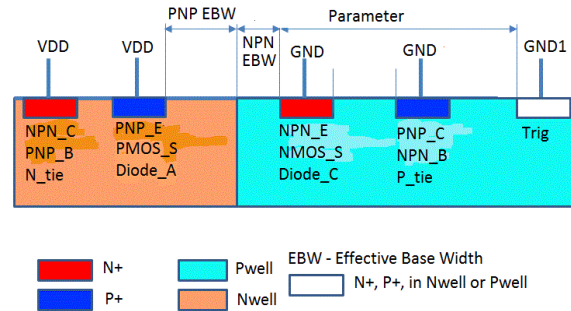 PNP EBW
Parameter
VDD
VDD
NPN
EBW
GND
GND
GND1
NPN_C
PNP_B
N_tie
PNP_E
PMOS_S
Diode_A
NPN_E
NMOS_S
Diode_C
PNP_C
NPN_B
P_tie
Trig
N+
P+
Pwell
Nwell
EBW - Effective Base Width
N+, P+, in Nwell or Pwell